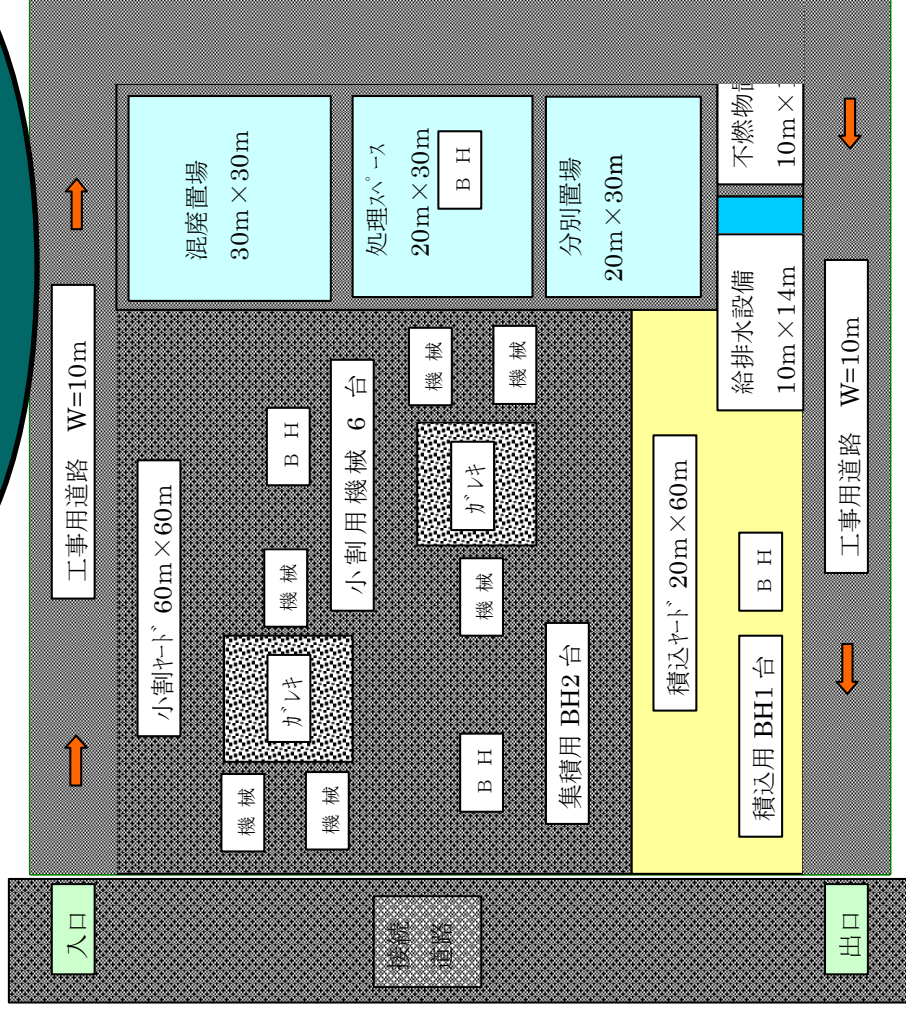 入口
工事用道路 W=10m
小割ﾔｰﾄﾞ 60m×60m
機 械
機 械
ｶﾞﾚｷ
機 械
B H
小割用機械 6 台
機 械
機 械
ｶﾞﾚｷ
機 械
B H
集積用 BH2 台
混廃置場
30m×30m
処理ｽﾍﾟｰｽ
20m×30m
B H
分別置場
20m×30m
積込ﾔｰﾄﾞ 20m×60m
積込用 BH1 台
B H
給排水設備
10m×14m
不燃物
10m×
工事用道路 W=10m
出口
接続
道路